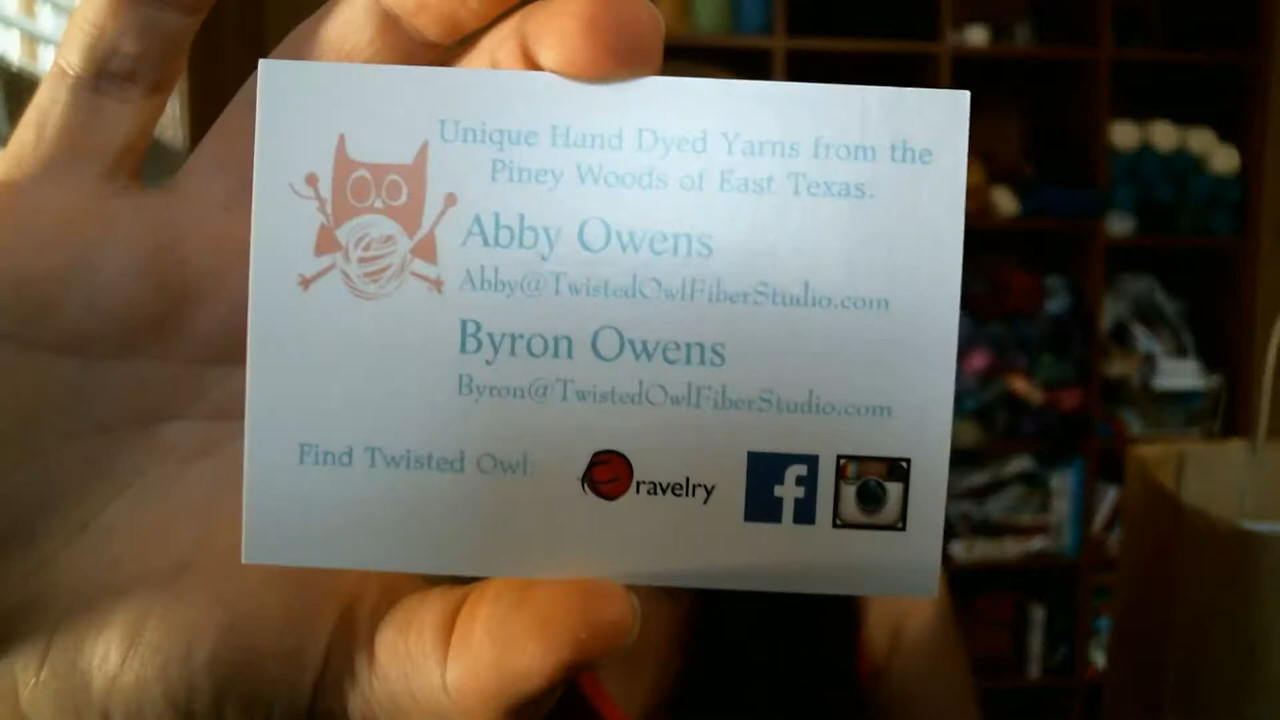 Unique Hand Dyed Yarns from the
Piney Woods of East Texas.
Abby Owens
Abby@TwistedOwlFiberStudio.com
Byron Owens
Byron@TwistedOwlFiberStudio.com
Find Twisted Owl:
ravelry
f